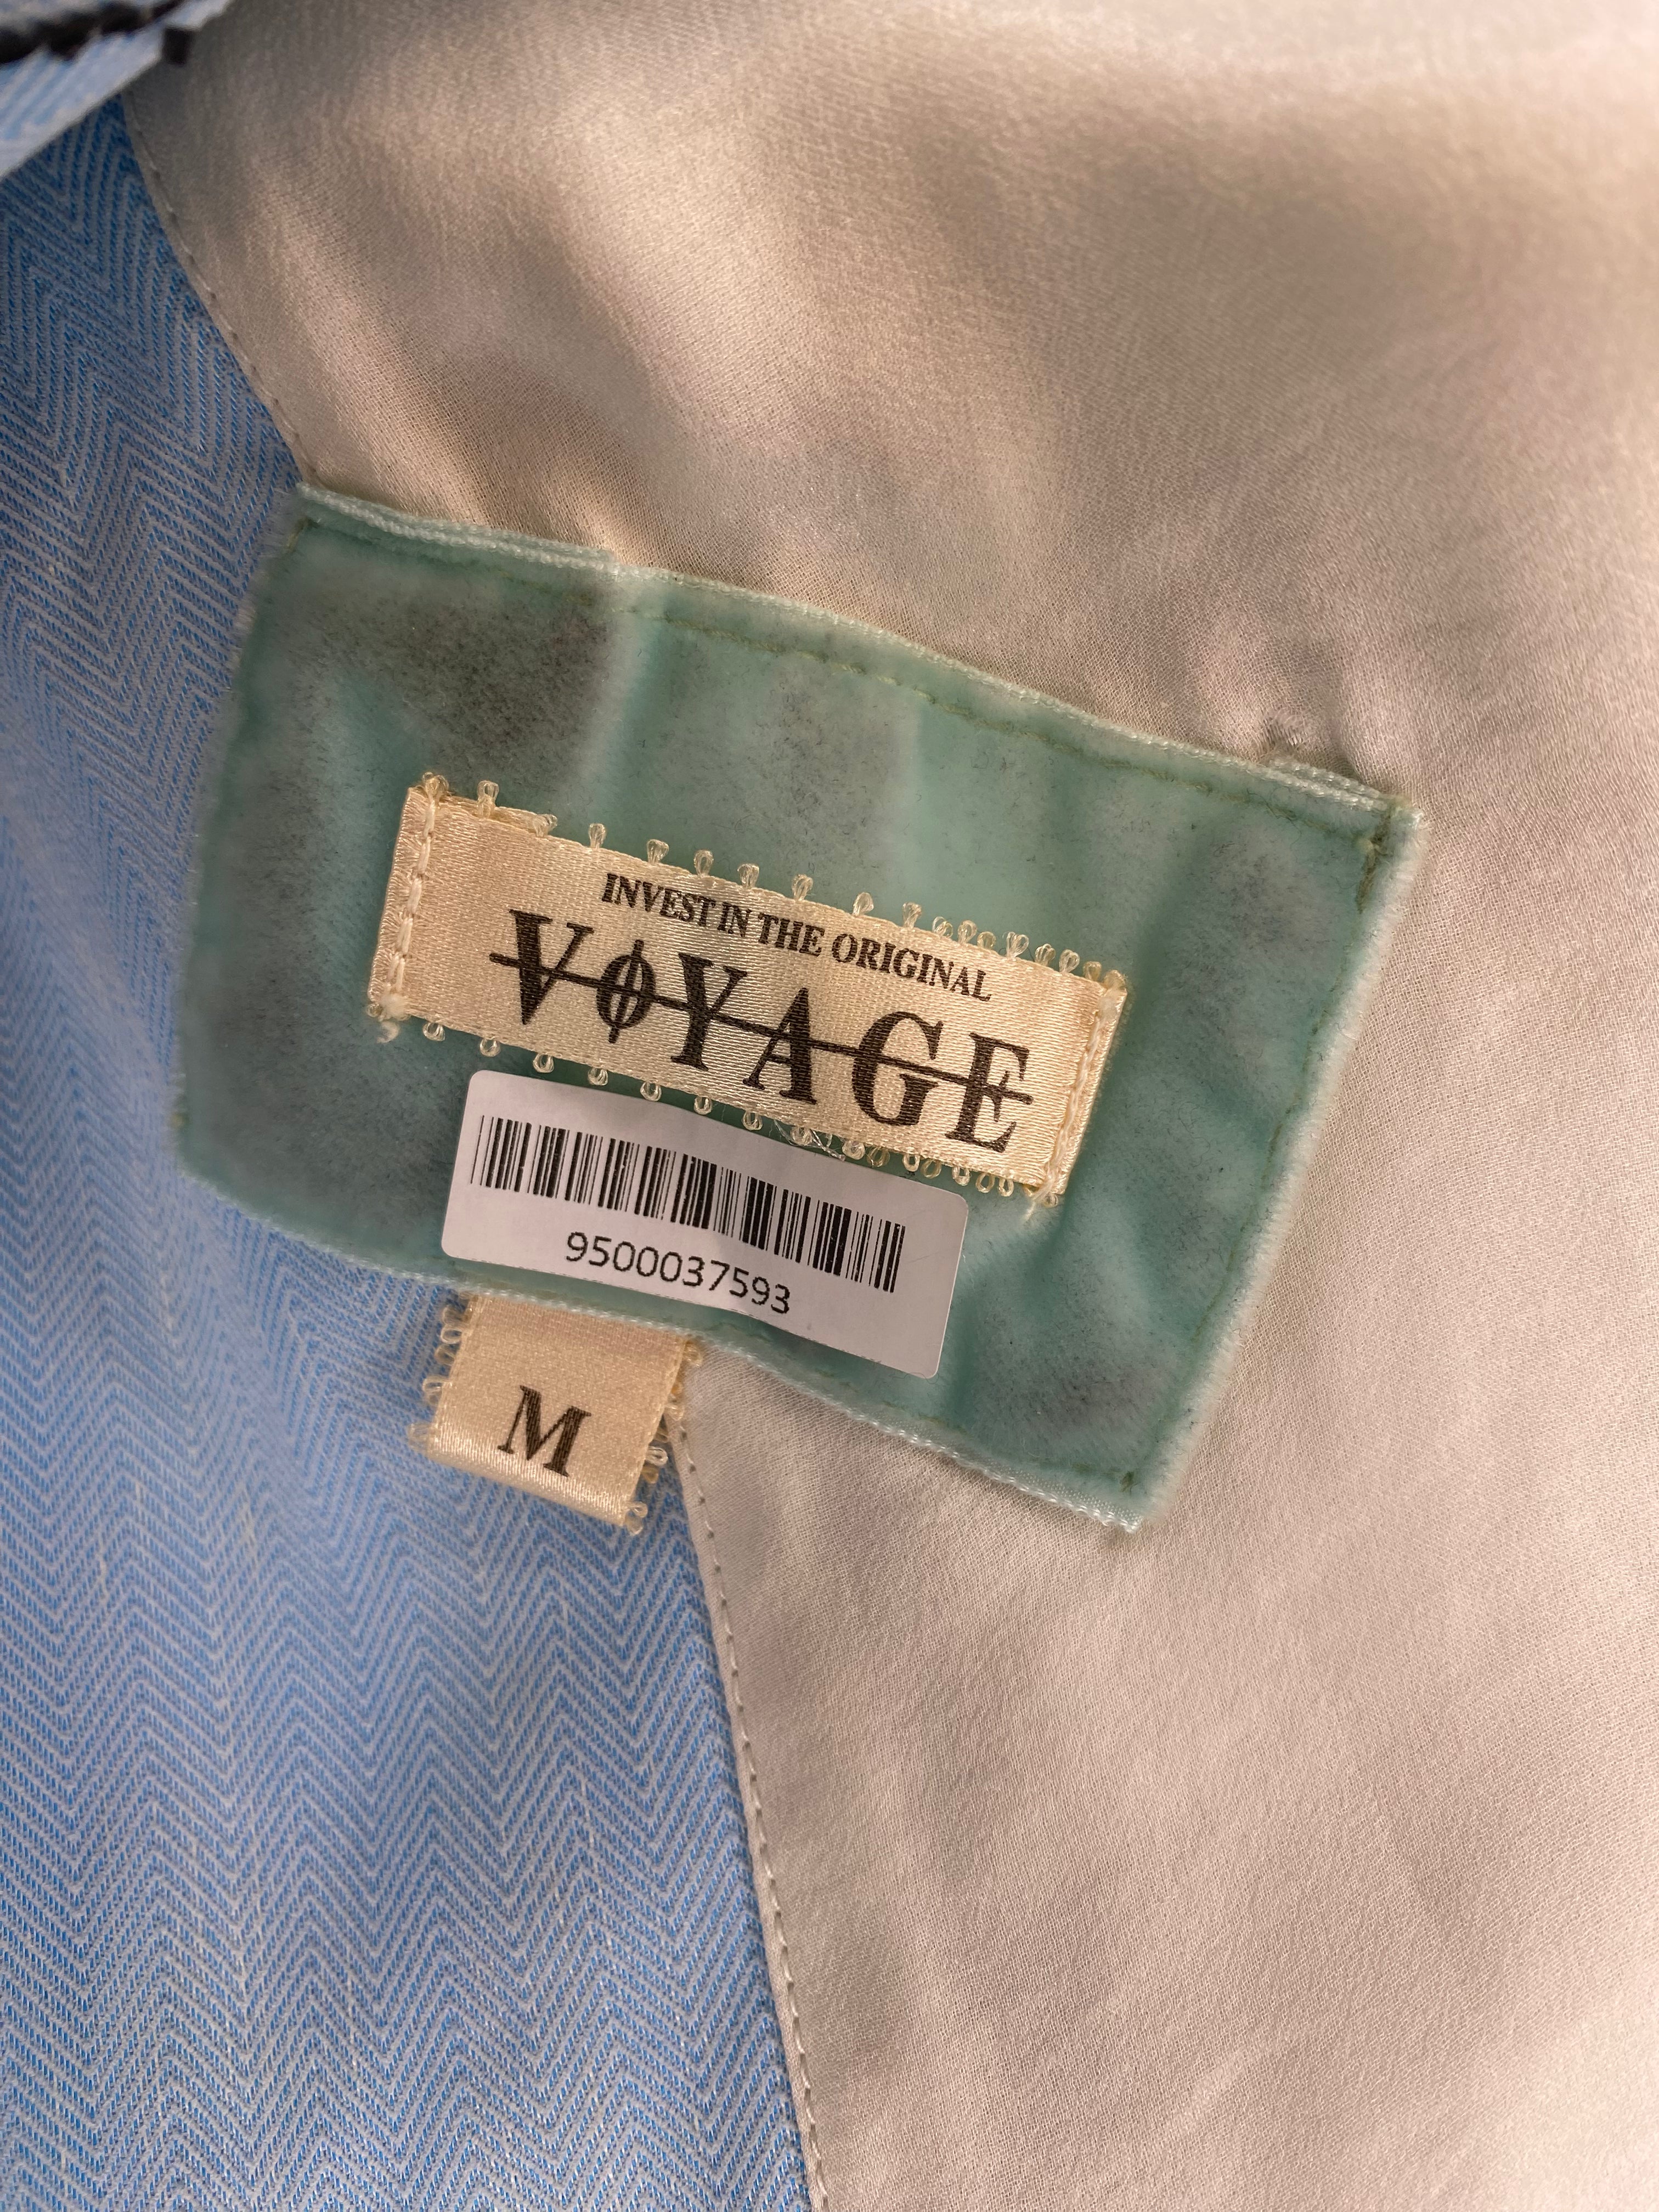 INVEST IN THE ORIGINAL
VOYAGE
9500037593
M